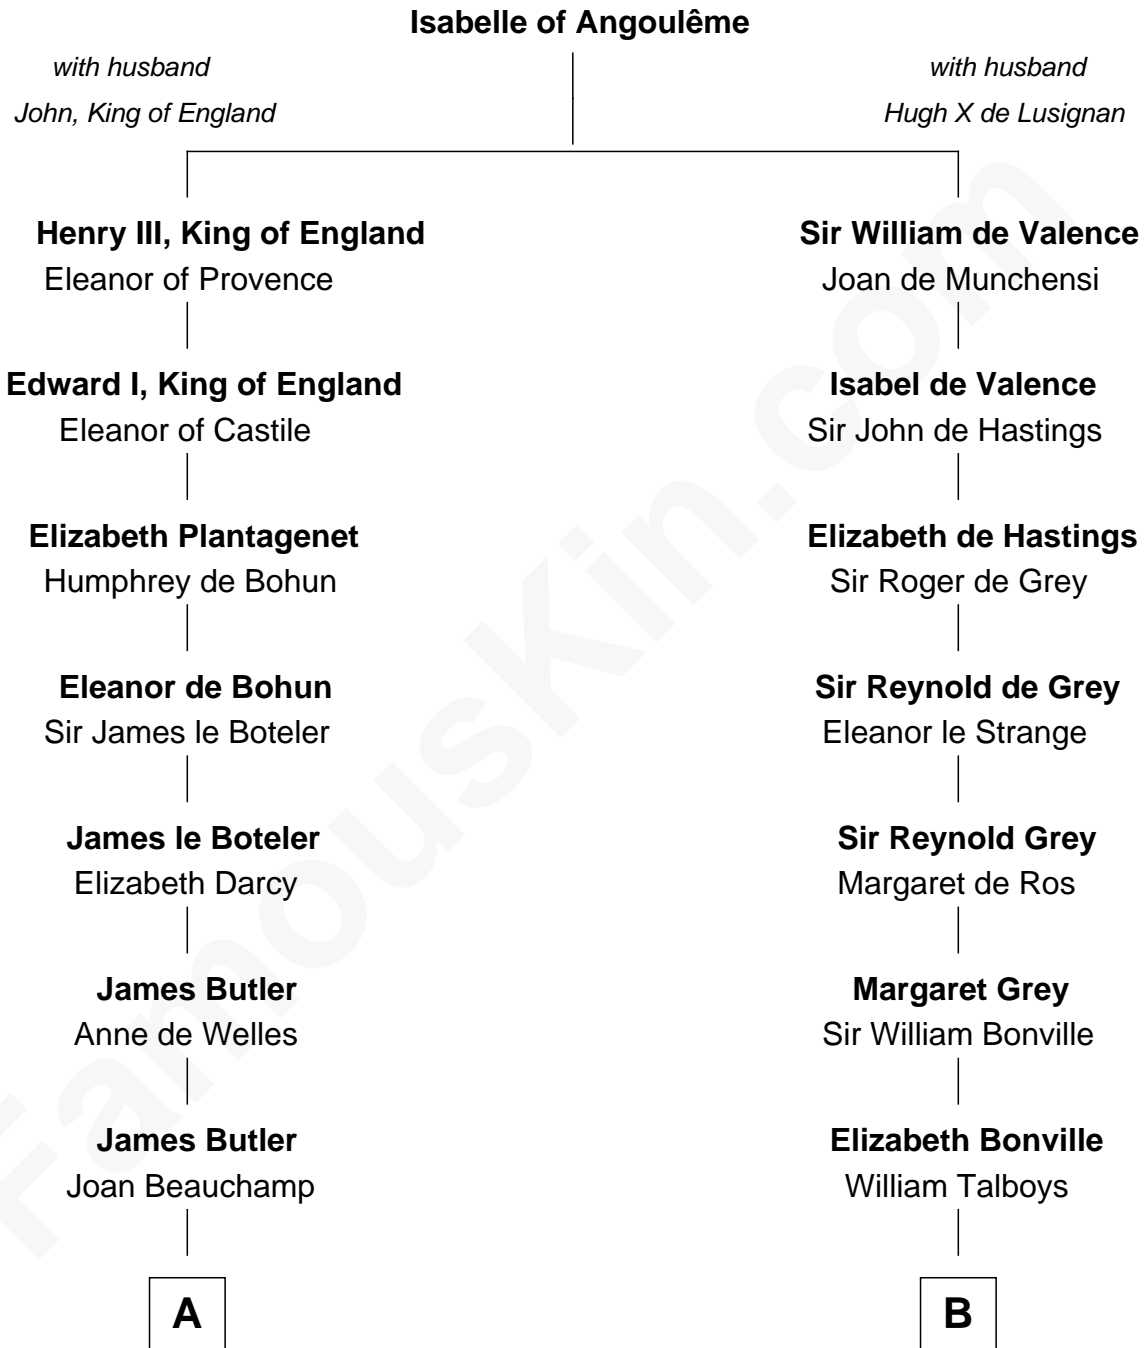 Isabelle of Angoulême
with husband
John, King of England
with husband
Hugh X de Lusignan
Henry III, King of England
Eleanor of Provence
Sir William de Valence
Joan de Munchensi
Edward I, King of England
Eleanor of Castile
Isabel de Valence
Sir John de Hastings
Elizabeth Plantagenet
Humphrey de Bohun
Elizabeth de Hastings
Sir Roger de Grey
Eleanor de Bohun
Sir James le Boteler
Sir Reynold de Grey
Eleanor le Strange
James le Boteler
Elizabeth Darcy
Sir Reynold Grey
Margaret de Ros
James Butler
Anne de Welles
Margaret Grey
Sir William Bonville
James Butler
Joan Beauchamp
Elizabeth Bonville
William Talboys
A
B
FamousKin.com